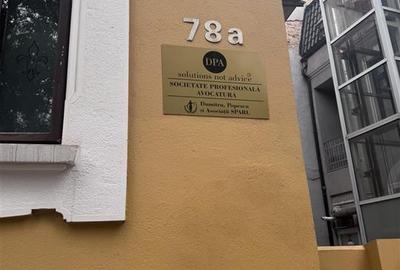 78a
DPA
solutions not advice®
SOCIETATE PROFESIONALĂ
AVOCATURĂ
Dumitru, Popescu
și Asociații SPARL